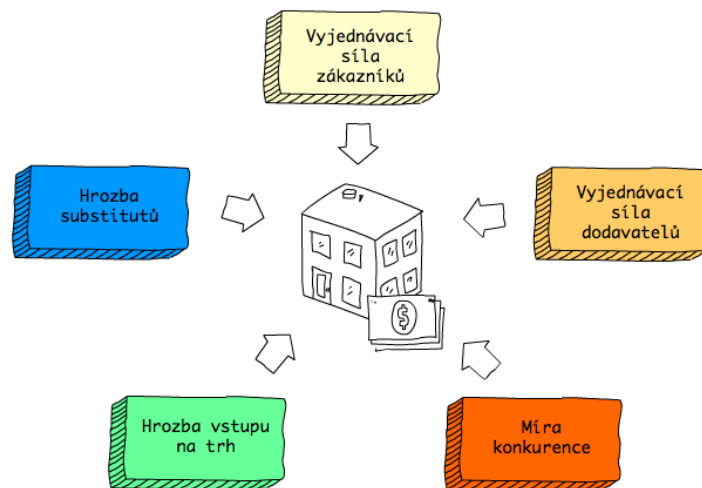 Vyjednávací
síla
zákazníků
Hrozba
substitutů
Vyjednávací
síla
dodavatelů
$
Hrozba vstupu
na trh
Míra
konkurence